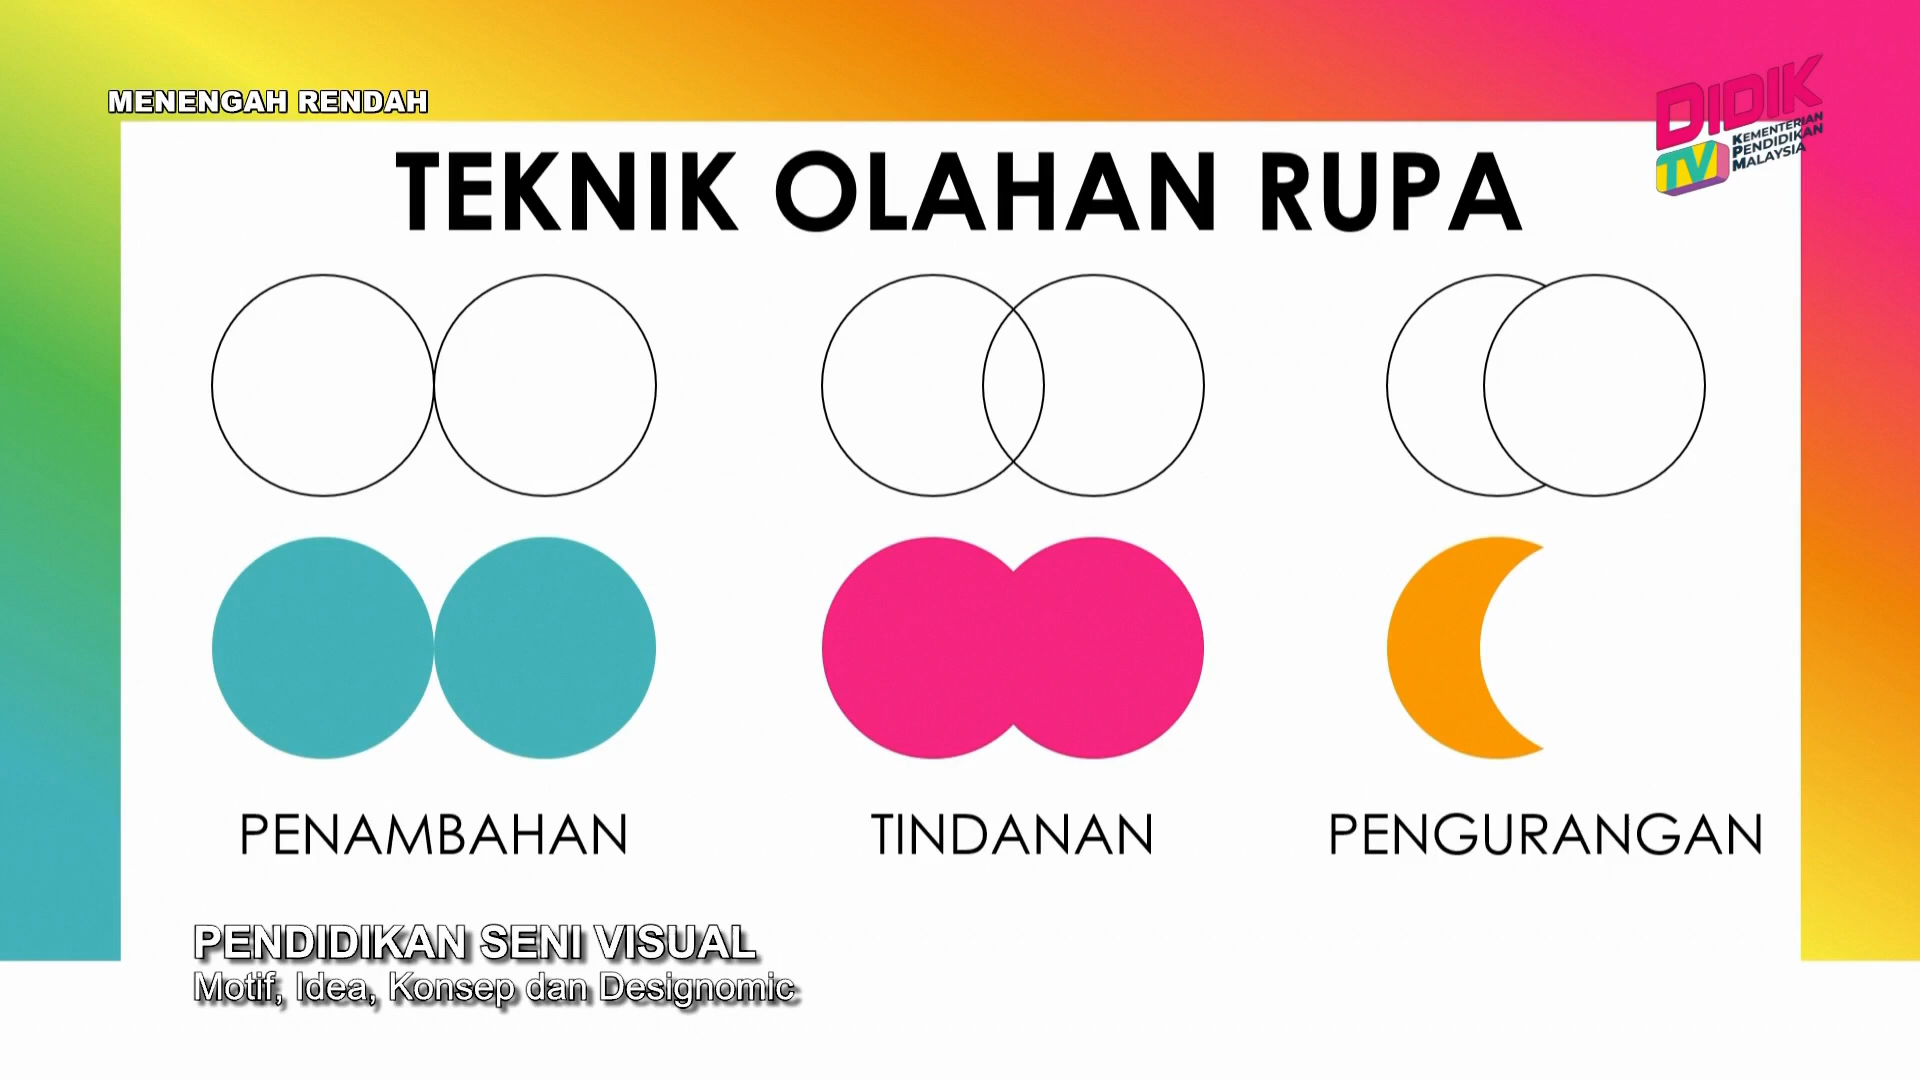 MENENGAH RENDAH
DIDIK
TV
KEMENTERIAN
PENDIDIKAN
MALAYSIA
TEKNIK OLAHAN RUPA
PENAMBAHAN
TINDANAN
PENGURANGAN
PENDIDIKAN SENI VISUAL
Motif, Idea, Konsep dan Designomic